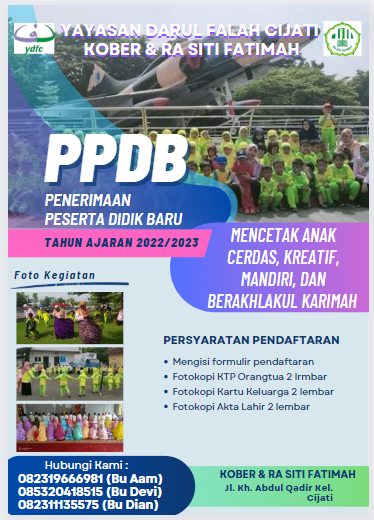 YAYASAN DARUL FALAH CIJATI
KOBER & RA SITI FATIMAH
ydfc
PPDB
PENERIMAAN
PESERTA DIDIK BARU
TAHUN AJARAN 2022/2023
MENCETAK ANAK
CERDAS, KREATIF,
MANDIRI, DAN
BERAKHLAKUL KARIMAH
Foto Kegiatan
PERSYARATAN PENDAFTARAN
Mengisi formulir pendaftaran
Fotokopi KTP Orangtua 2 lrmbar
Fotokopi Kartu Keluarga 2 lembar
Fotokopi Akta Lahir 2 lembar
Hubungi Kami :
082319666981 (Bu Aam)
085320418515 (Bu Devi)
082111135575 (Bu Dian)
KOBER & RA SITI FATIMAH
Jl. Kh. Abdul Qadir Kel.
Cijati